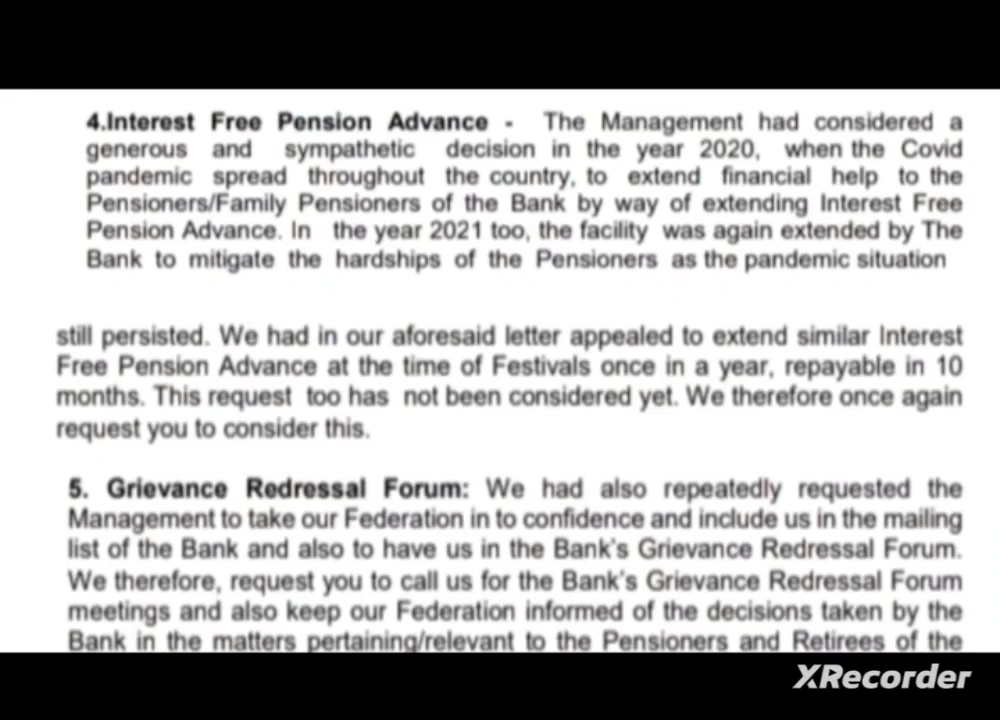 4.Interest Free Pension Advance - The Management had considered a
generous and sympathetic decision in the year 2020, when the Covid
pandemic spread throughout the country, to extend financial help to the
Pensioners/Family Pensioners of the Bank by way of extending Interest Free
Pension Advance. In the year 2021 too, the facility was again extended by The
Bank to mitigate the hardships of the Pensioners as the pandemic situation
still persisted. We had in our aforesaid letter appealed to extend similar Interest
Free Pension Advance at the time of Festivals once in a year, repayable in 10
months. This request too has not been considered yet. We therefore once again
request you to consider this.
5. Grievance Redressal Forum: We had also repeatedly requested the
Management to take our Federation in to confidence and include us in the mailing
list of the Bank and also to have us in the Bank's Grievance Redressal Forum.
We therefore, request you to call us for the Bank's Grievance Redressal Forum
meetings and also keep our Federation informed of the decisions taken by the
Bank in the matters pertaining/relevant to the Pensioners and Retirees of the
XRecorder